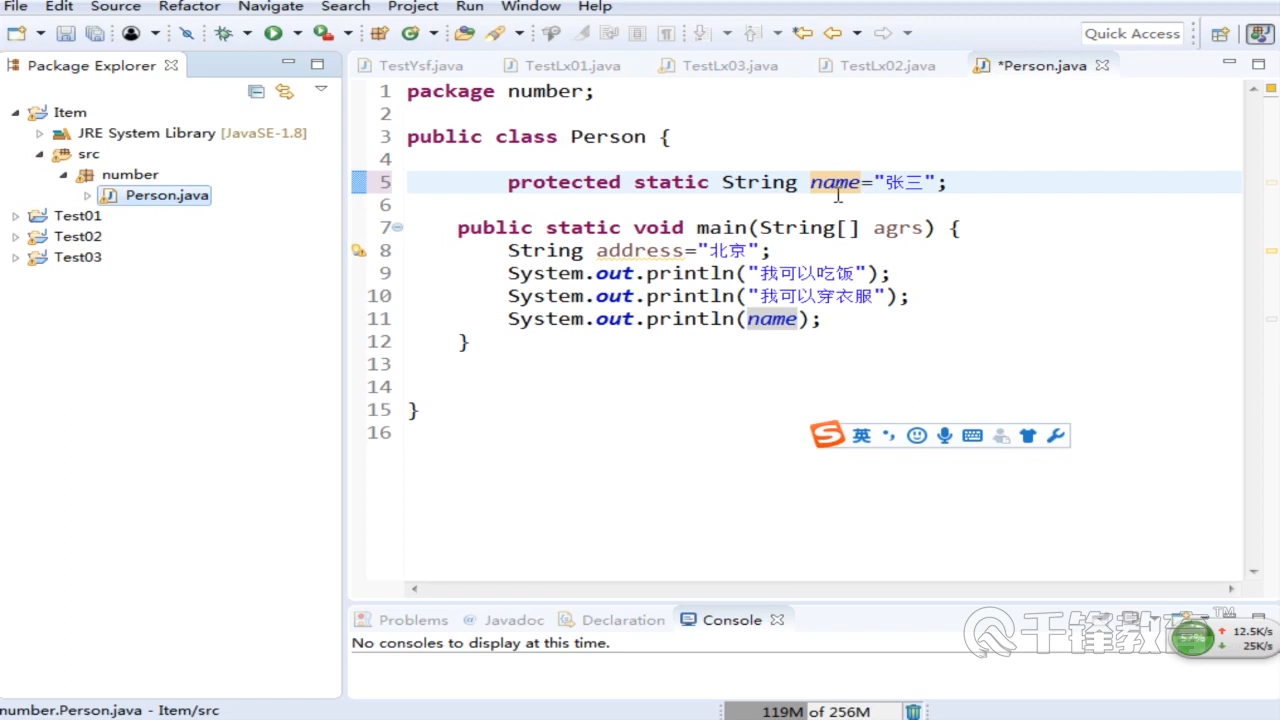 File Edit Source Refactor Navigate Search Project Run Window Help
Quick Access
Package Explorer
TestYsf.java TestLx01.java TestLx03.java TestLx02.java *Person.java
Item
JRE System Library [JavaSE-1.8]
src
number
Person.java
Test01
Test02
Test03
1 package number;
2
3 public class Person {
4
5 protected static String name="张三";
6
7 public static void main(String[] agrs) {
8 String address="北京";
9 System.out.println("我可以吃饭");
10 System.out.println("我可以穿衣服");
11 System.out.println(name);
12 }
13
14
15 }
16
英
Problems Javadoc Declaration Console
No consoles to display at this time.
千锋教育 TM
12.5K/s
25K/s
number.Person.java - Item/src
119M of 256M